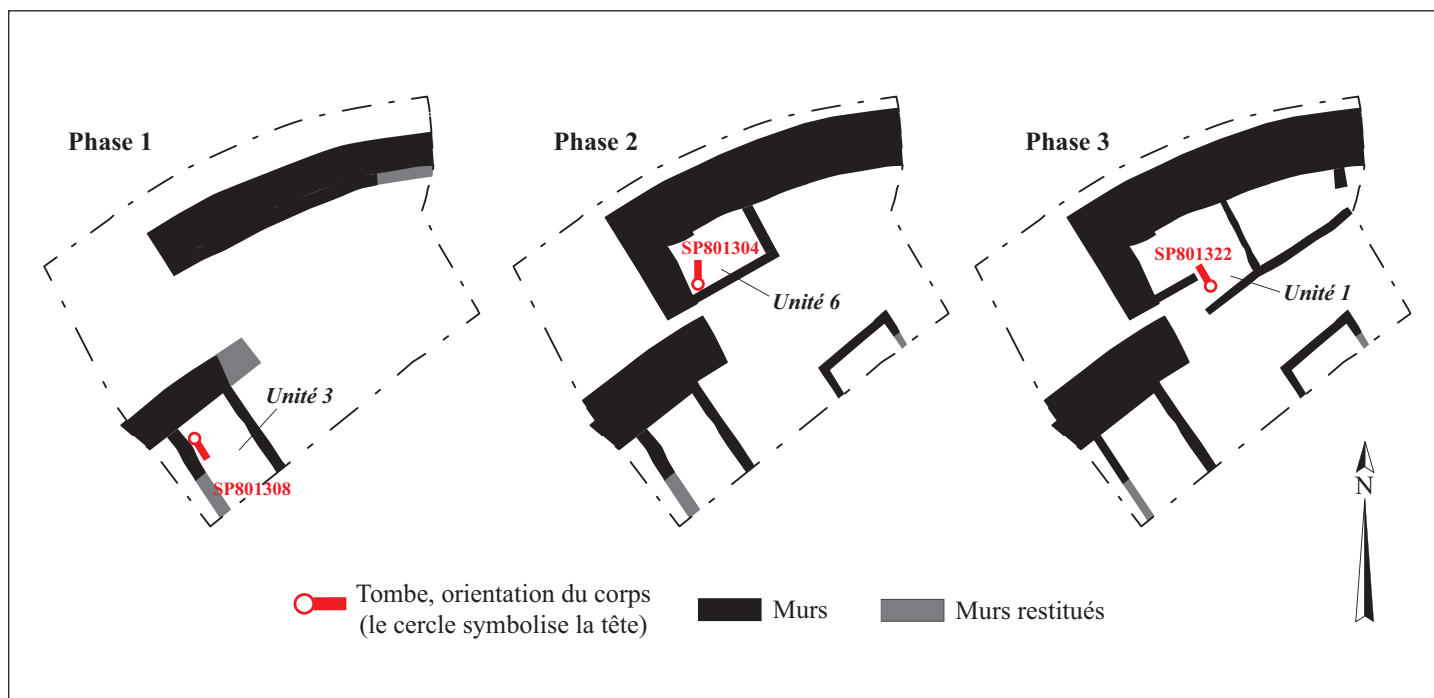 Phase 1
Unité 3
SP801308
Phase 2
SP801304
Unité 6
Phase 3
SP801322
Unité 1
N
Tombe, orientation du corps
(le cercle symbolise la tête)
Murs
Murs restitués